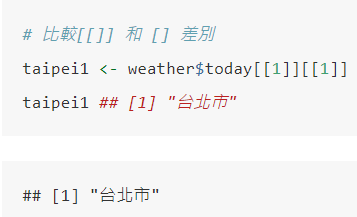 # 比較[[]] 和 [] 差別
taipei1 <- weather$today[[1]][[1]]
taipei1 ## [1] "台北市"
## [1] "台北市"